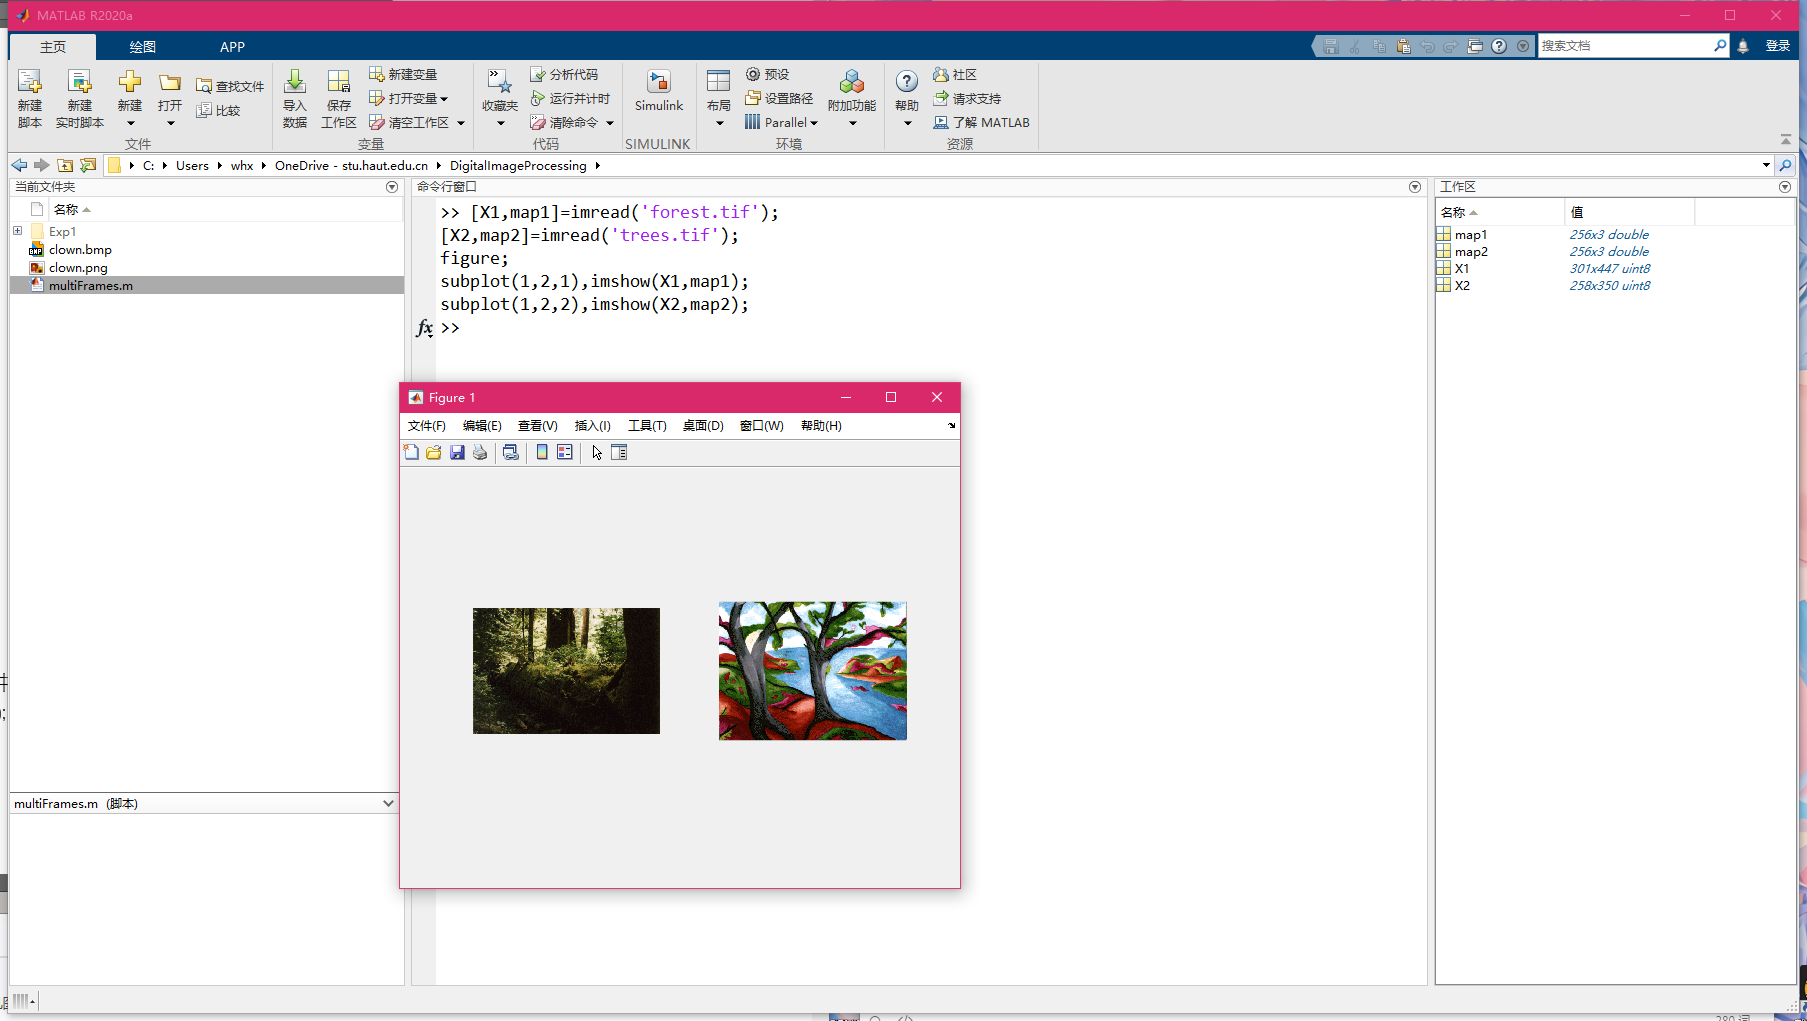 MATLAB R2020a
主页 绘图 APP
搜索文档
登录
新建
脚本
新建
实时脚本
新建
打开
查找文件
比较
文件
导入
数据
保存
工作区
新建变量
打开变量
清空工作区
变量
收藏夹
分析代码
运行并计时
清除命令
代码
Simulink
SIMULINK
布局
预设
设置路径
Parallel
附加功能
环境
帮助
社区
请求支持
了解 MATLAB
资源
C: Users whx OneDrive - stu.haut.edu.cn DigitalImageProcessing
当前文件夹
名称
Exp1
clown.bmp
clown.png
multiFrames.m
multiFrames.m (脚本)
命令行窗口
>> [X1,map1]=imread('forest.tif');
[X2,map2]=imread('trees.tif');
figure;
subplot(1,2,1),imshow(X1,map1);
subplot(1,2,2),imshow(X2,map2);
fx >>
Figure 1
文件(F) 编辑(E) 查看(V) 插入(I) 工具(T) 桌面(D) 窗口(W) 帮助(H)
工作区
名称 值
map1 256x3 double
map2 256x3 double
X1 301x447 uint8
X2 258x350 uint8